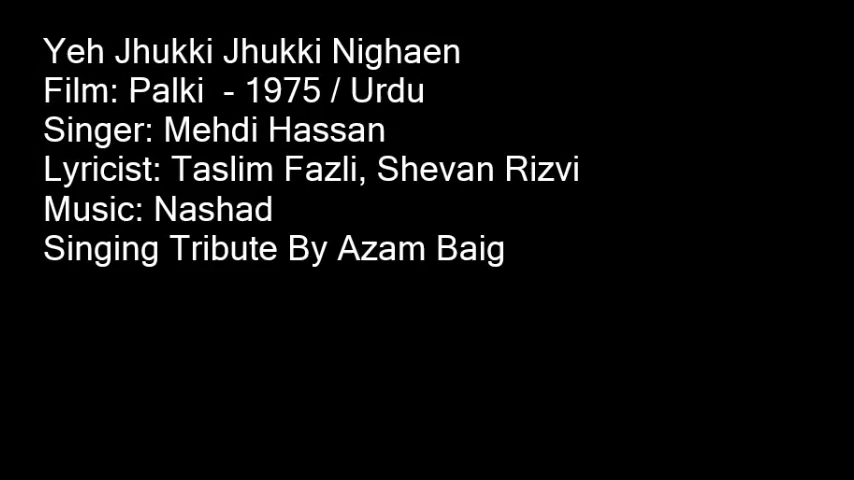 Yeh Jhukki Jhukki Nighaen
Film: Palki  - 1975 / Urdu
Singer: Mehdi Hassan
Lyricist: Taslim Fazli, Shevan Rizvi
Music: Nashad
Singing Tribute By Azam Baig